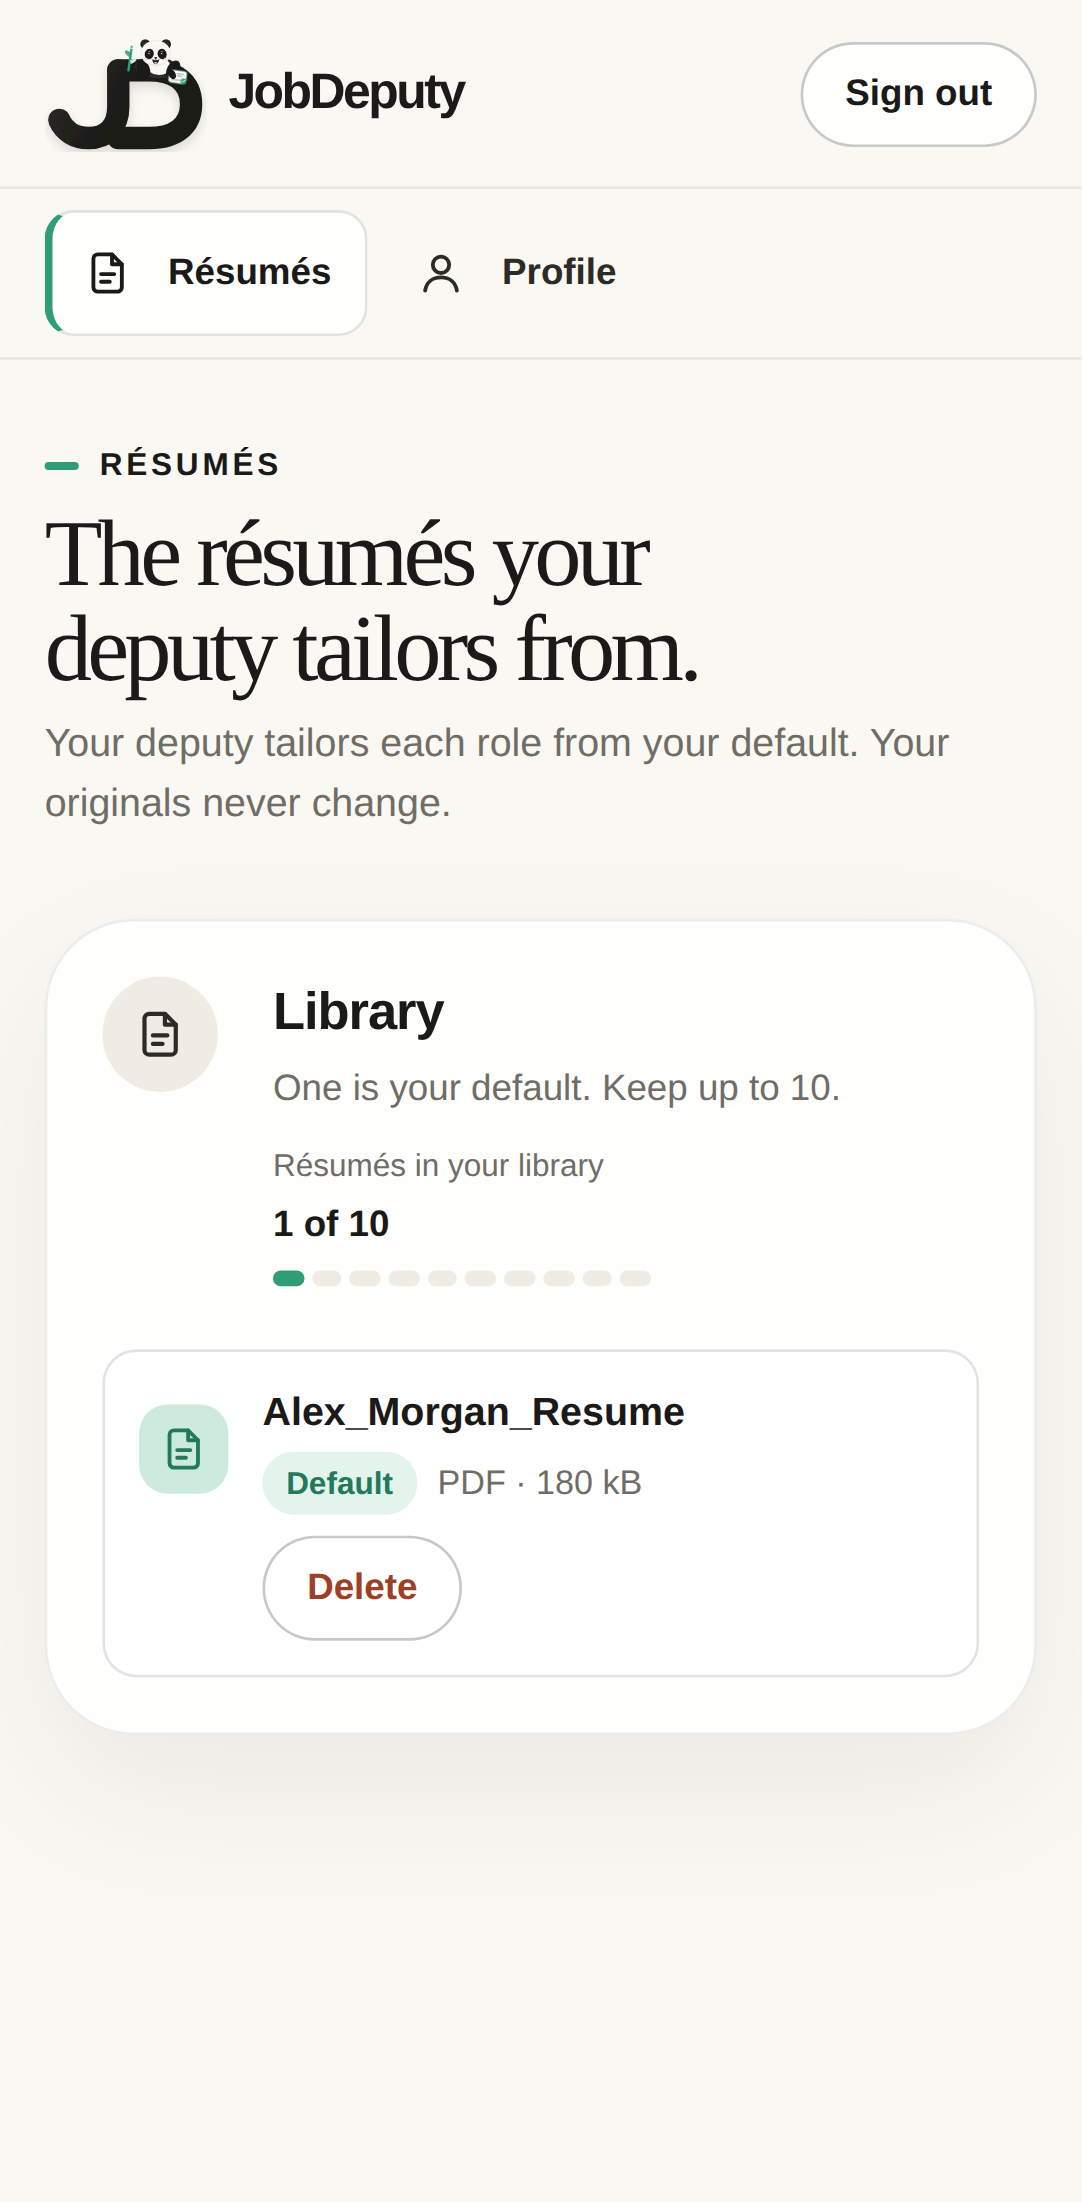 JobDeputy
Sign out
Résumés
Profile
RÉSUMÉS
The résumés your
deputy tailors from.
Your deputy tailors each role from your default. Your
originals never change.
Library
One is your default. Keep up to 10.
Résumés in your library
1 of 10
Alex_Morgan_Resume
Default
PDF · 180 kB
Delete